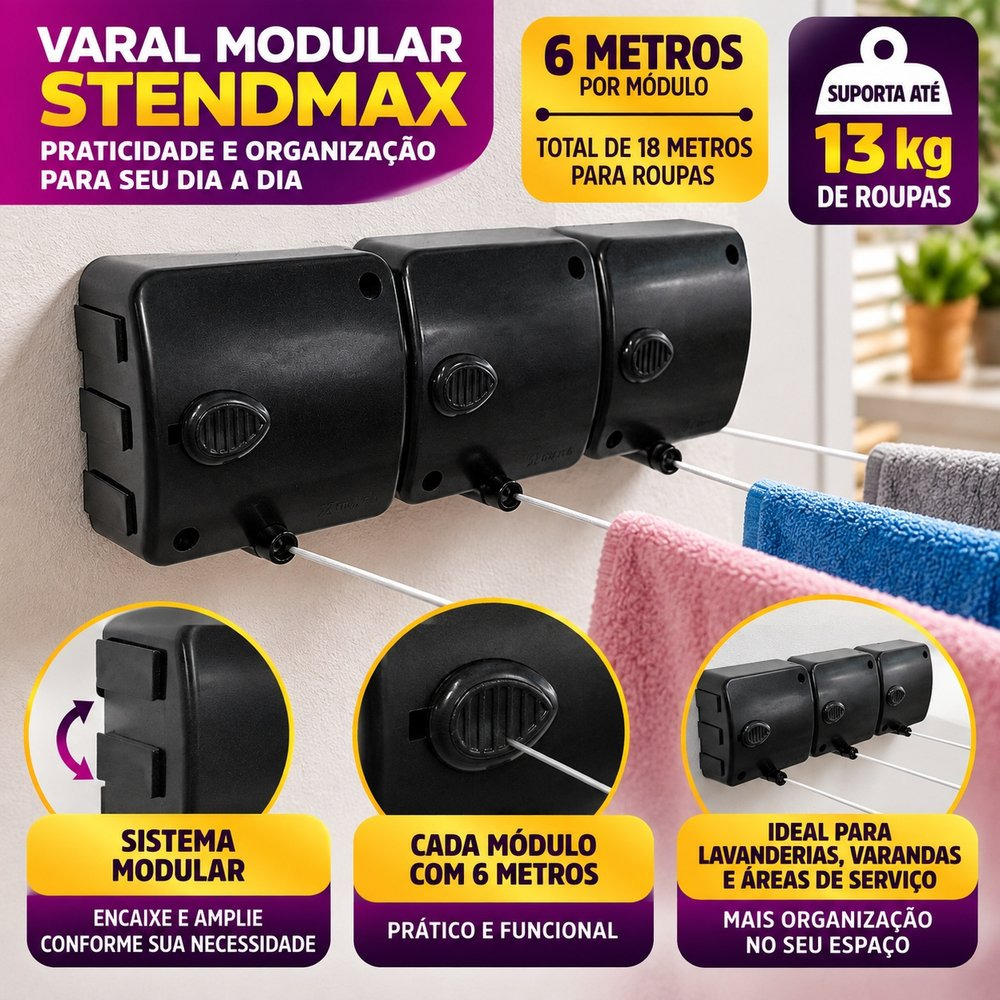 VARAL MODULAR
STENDMAX
PRATICIDADE E ORGANIZAÇÃO
PARA SEU DIA A DIA
6 METROS
POR MÓDULO
TOTAL DE 18 METROS
PARA ROUPAS
SUPORTA ATÉ
13 kg
DE ROUPAS
SISTEMA
MODULAR
ENCAIXE E AMPLIE
CONFORME SUA NECESSIDADE
CADA MÓDULO
COM 6 METROS
PRÁTICO E FUNCIONAL
IDEAL PARA
LAVANDERIAS, VARANDAS
E ÁREAS DE SERVIÇO
MAIS ORGANIZAÇÃO
NO SEU ESPAÇO